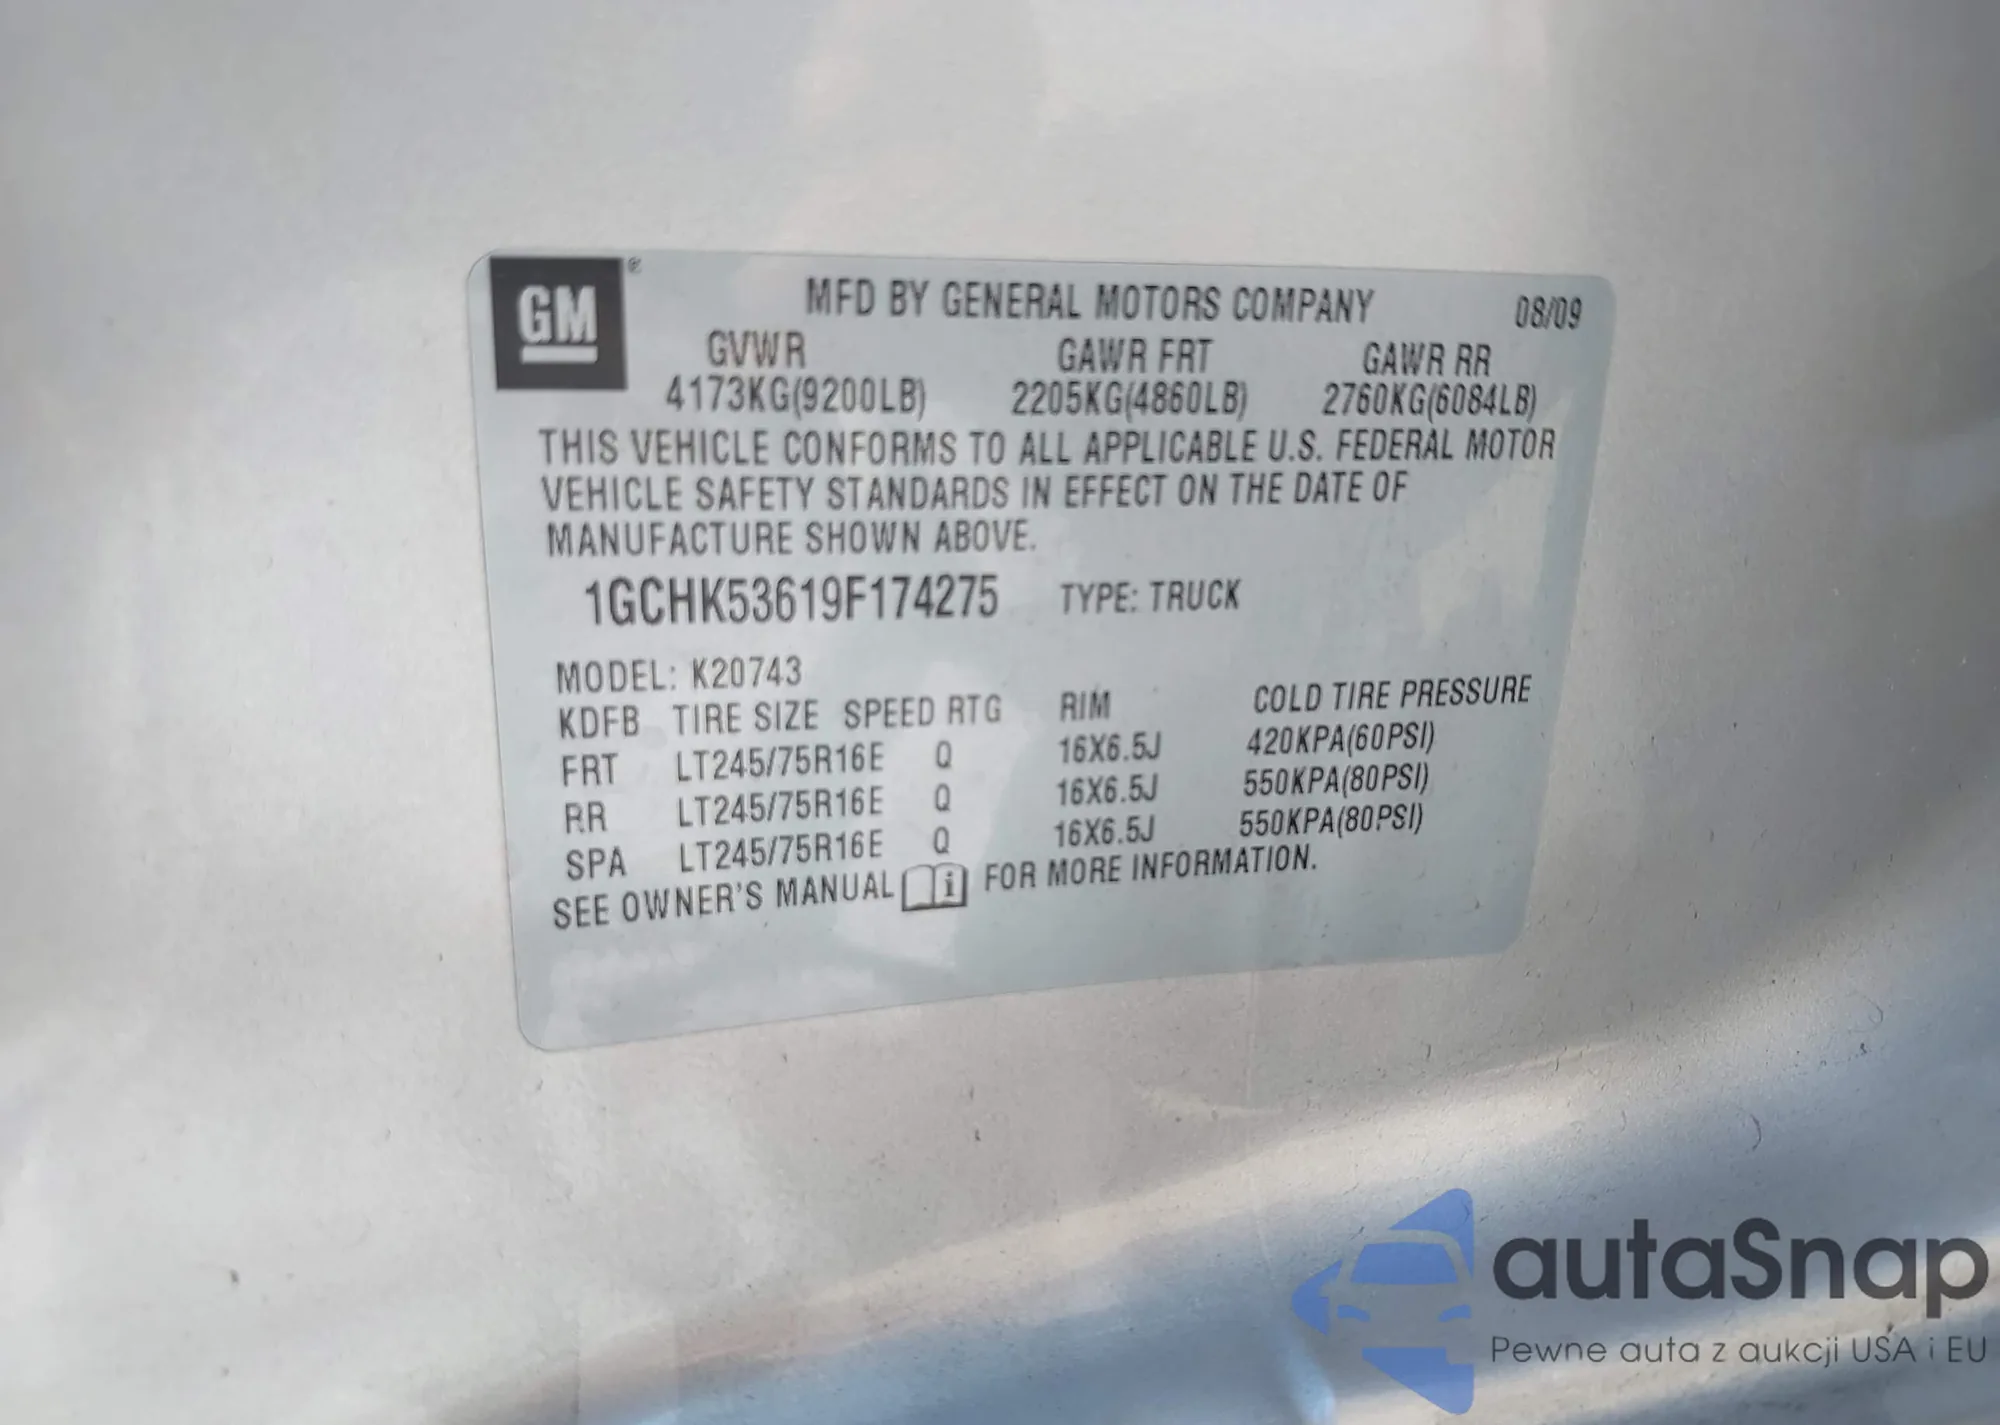 GM®
MFD BY GENERAL MOTORS COMPANY 08/09
GVWR GAWR FRT GAWR RR
4173KG(9200LB) 2205KG(4860LB) 2760KG(6084LB)
THIS VEHICLE CONFORMS TO ALL APPLICABLE U.S. FEDERAL MOTOR
VEHICLE SAFETY STANDARDS IN EFFECT ON THE DATE OF
MANUFACTURE SHOWN ABOVE.
1GCHK53619F174275 TYPE: TRUCK
MODEL: K20743
KDFB TIRE SIZE SPEED RTG RIM COLD TIRE PRESSURE
FRT LT245/75R16E Q 16X6.5J 420KPA(60PSI)
RR LT245/75R16E Q 16X6.5J 550KPA(80PSI)
SPA LT245/75R16E Q 16X6.5J 550KPA(80PSI)
SEE OWNER'S MANUAL i FOR MORE INFORMATION.
autaSnap
Pewne auta z aukcji USA i EU